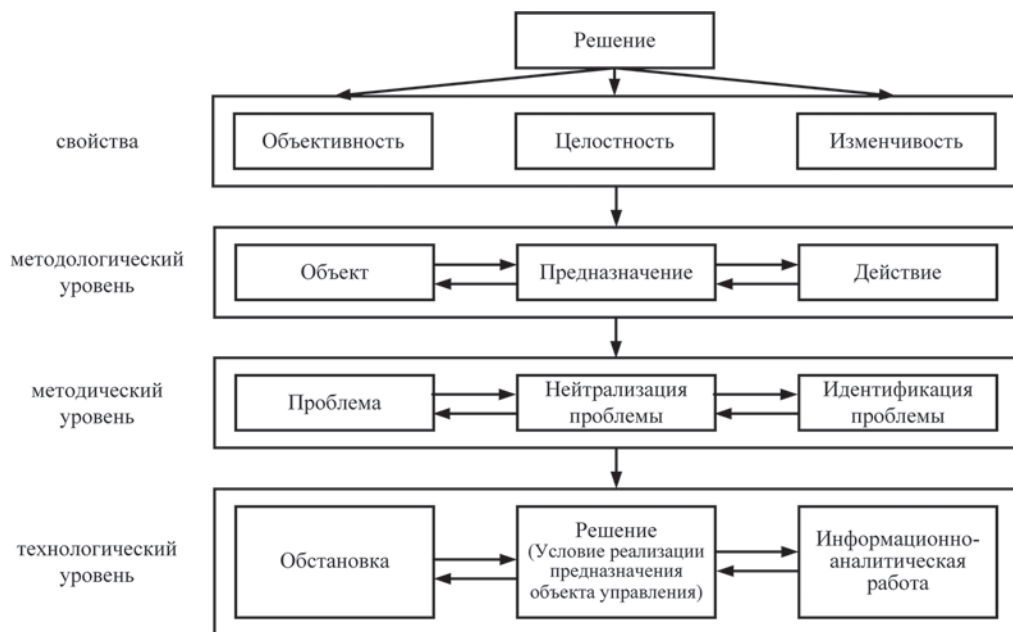 Решение
свойства
Объективность
Целостность
Изменчивость
методологический
уровень
Объект
Предназначение
Действие
методический
уровень
Проблема
Нейтрализация
проблемы
Идентификация
проблемы
технологический
уровень
Обстановка
Решение
(Условие реализации
предназначения
объекта управления)
Информационно-
аналитическая
работа